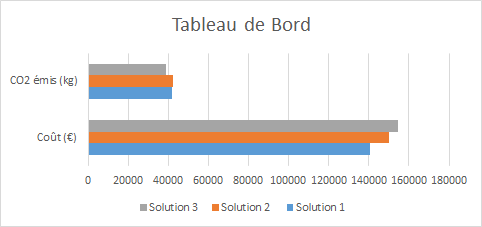 Tableau de Bord
CO2 émis (kg)
Coût (€)
0 20000 40000 60000 80000 100000 120000 140000 160000 180000
Solution 3 Solution 2 Solution 1